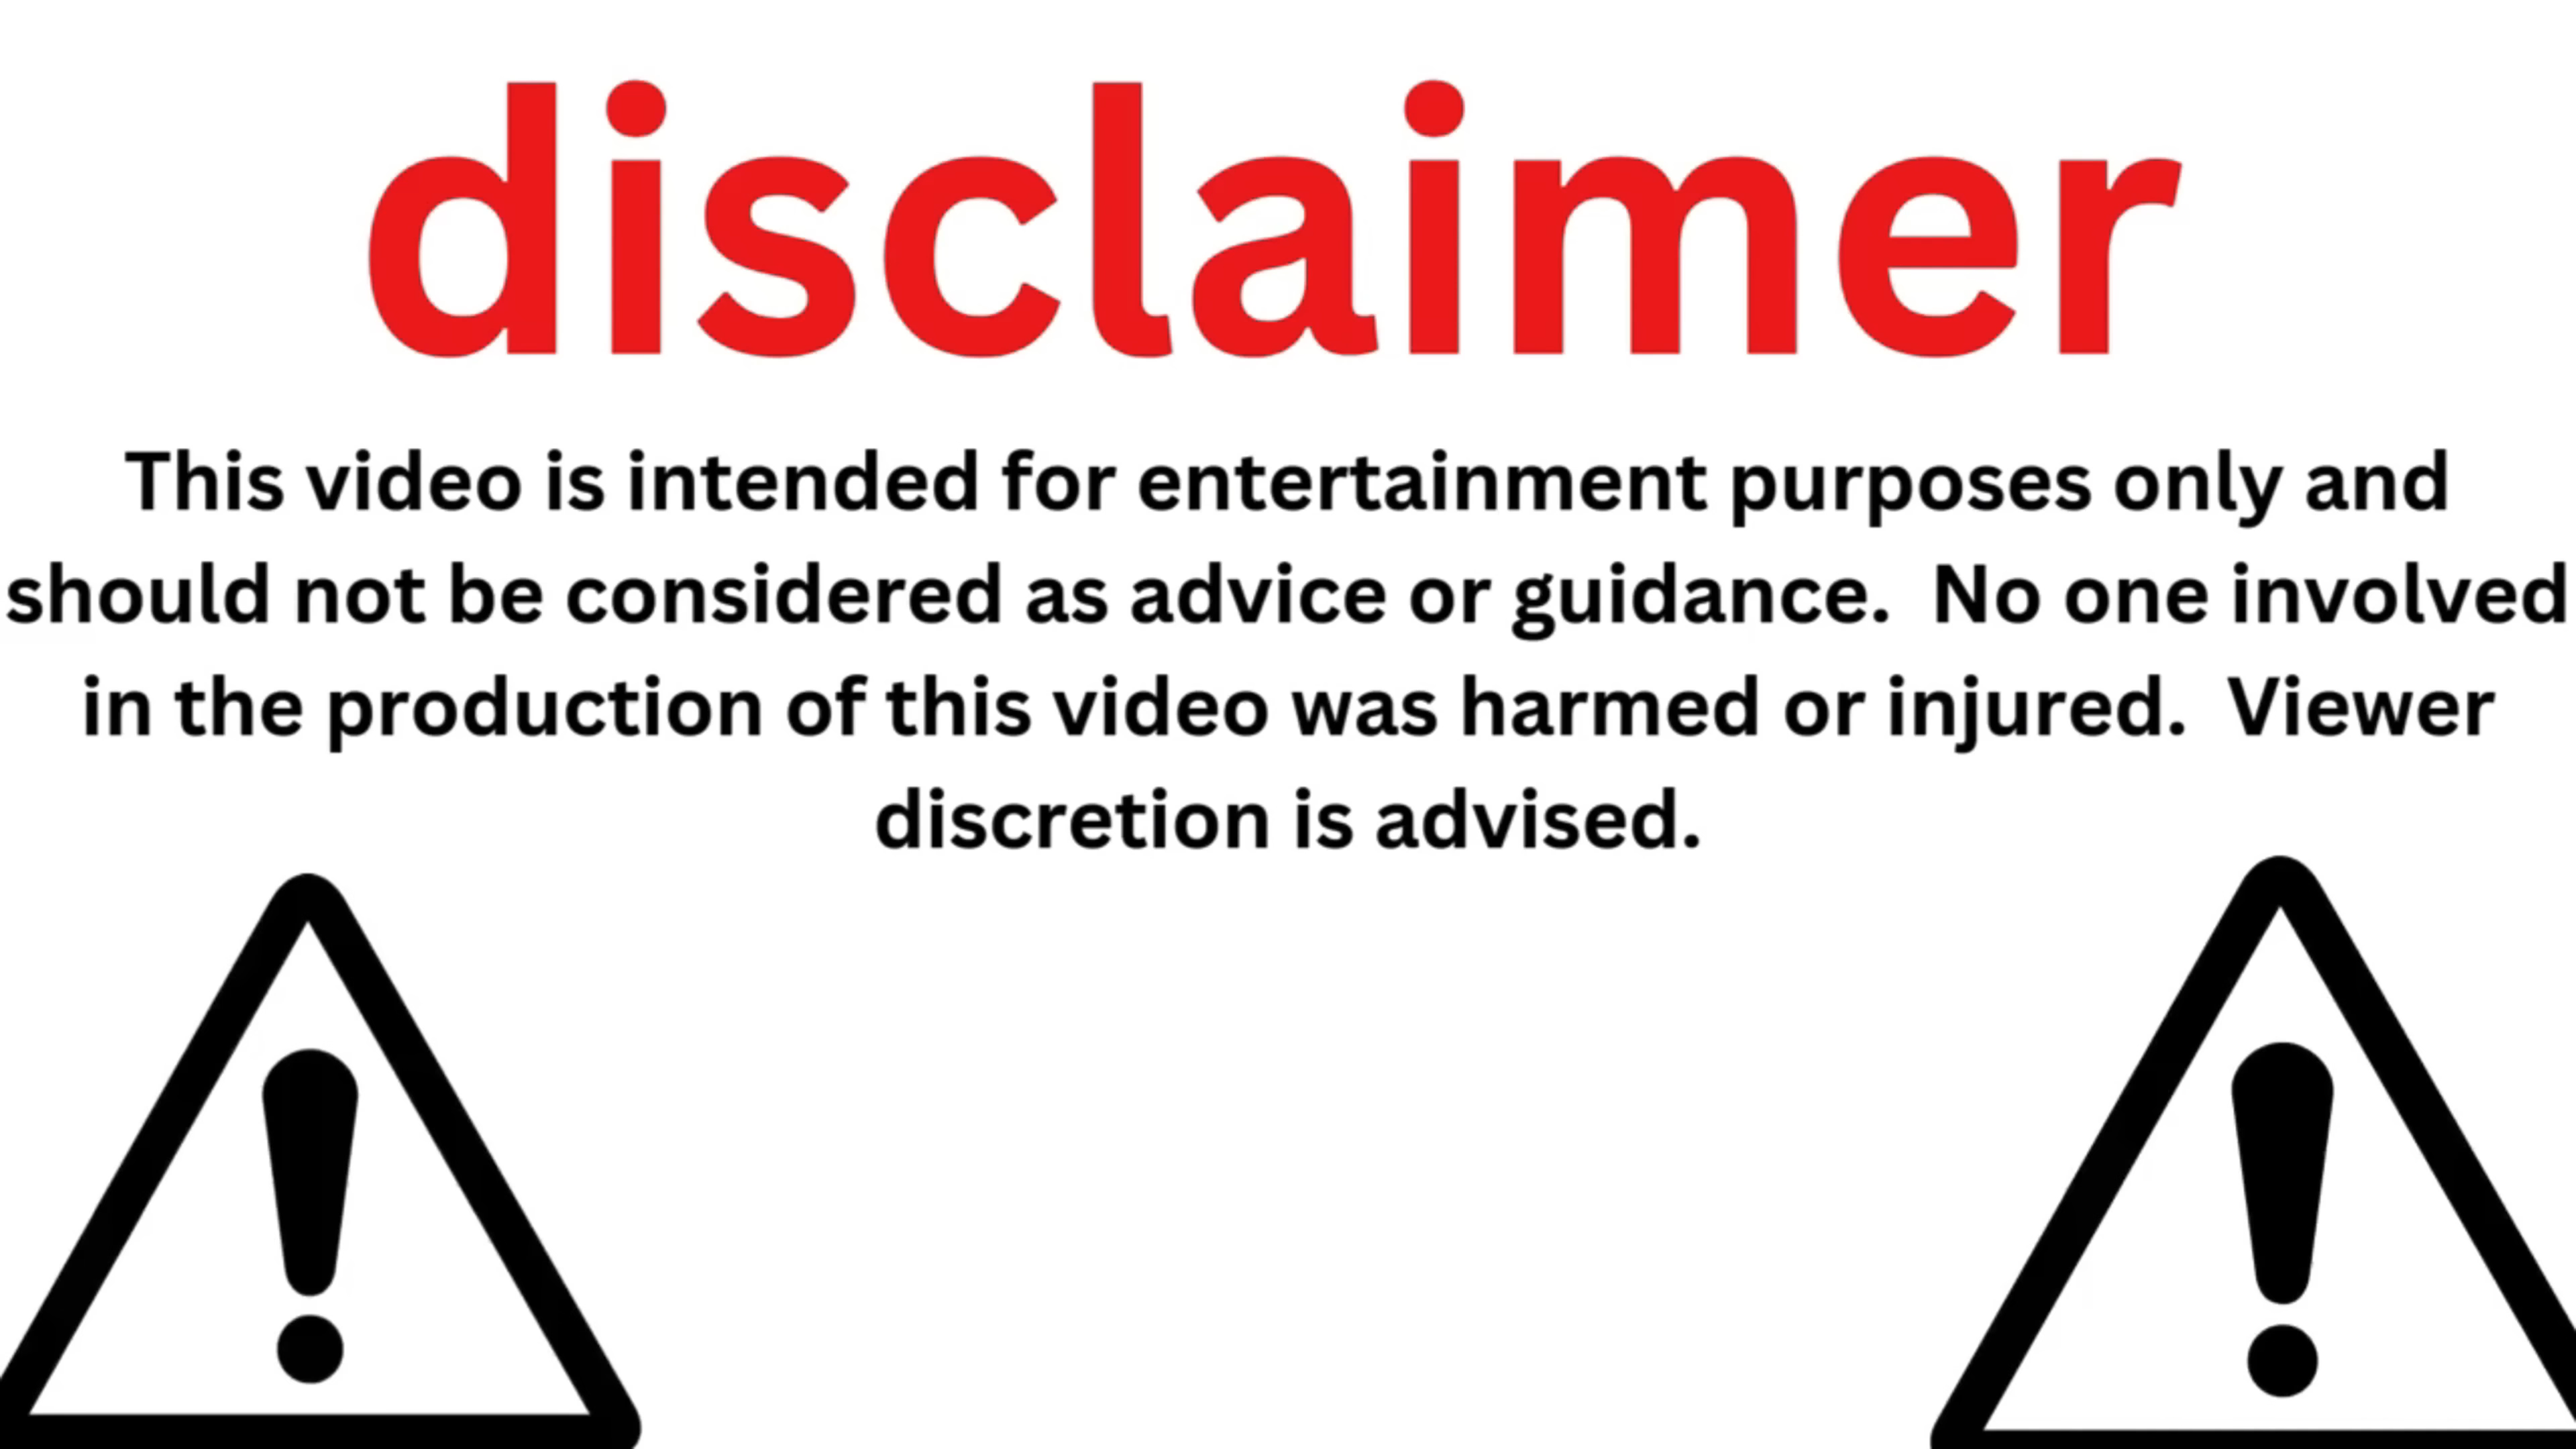 disclaimer
This video is intended for entertainment purposes only and
should not be considered as advice or guidance.  No one involved
in the production of this video was harmed or injured.  Viewer
discretion is advised.